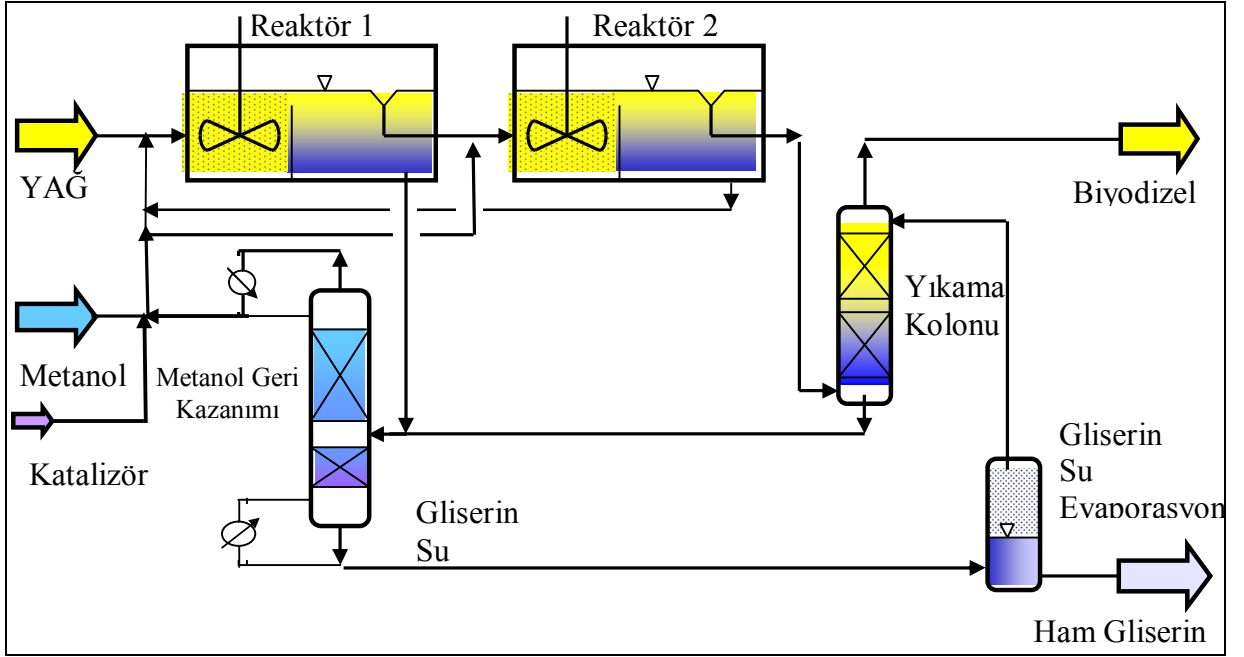 Reaktör 1
Reaktör 2
YAĞ
Biyodizel
Yıkama
Kolonu
Metanol
Metanol Geri
Kazanımı
Katalizör
Gliserin
Su
Gliserin
Su
Evaporasyon
Ham Gliserin